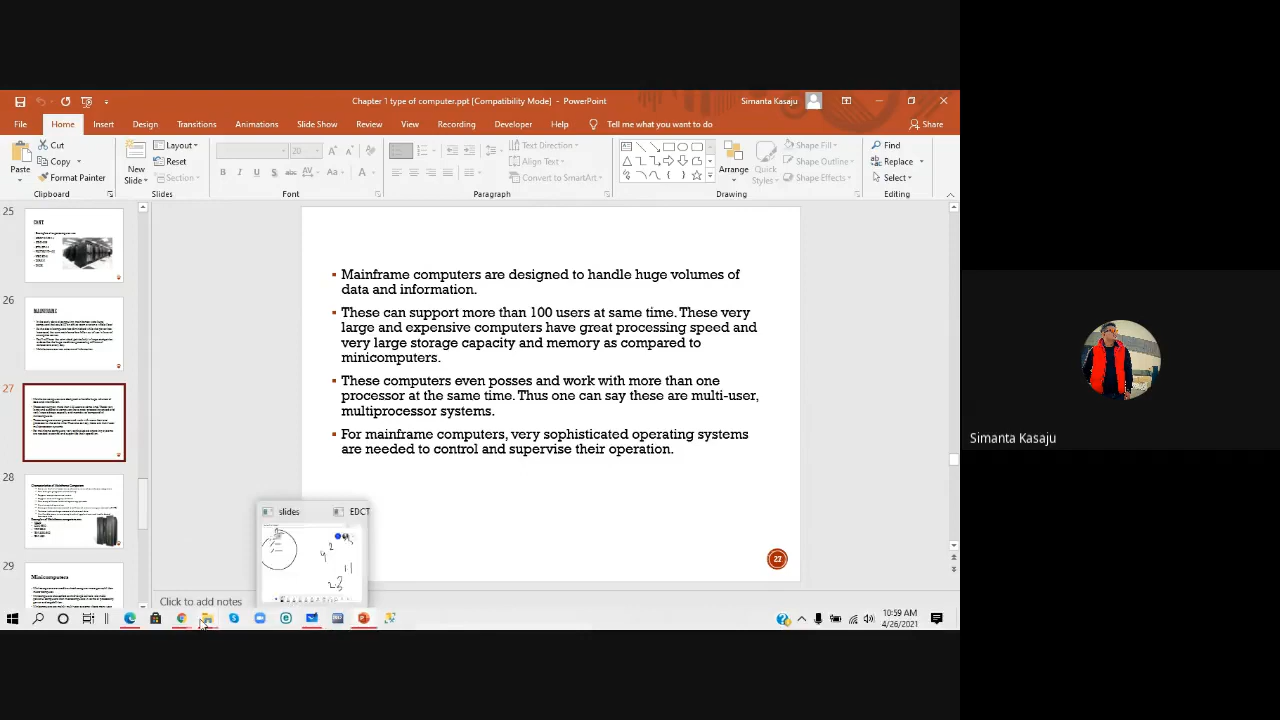 Chapter 1 type of computer.ppt [Compatibility Mode] - PowerPoint
Simanta Kasaju
File Home Insert Design Transitions Animations Slide Show Review View Recording Developer Help Tell me what you want to do Share
Paste
Cut
Copy
Format Painter
Clipboard
New
Slide
Layout
Reset
Section
Slides
20
Font
Text Direction
Align Text
Convert to SmartArt
Paragraph
Arrange
Quick
Styles
Shape Fill
Shape Outline
Shape Effects
Drawing
Find
Replace
Select
Editing
25
26
27
28
29
Minicomputers
Mainframe computers are designed to handle huge volumes of
data and information.
These can support more than 100 users at same time. These very
large and expensive computers have great processing speed and
very large storage capacity and memory as compared to
minicomputers.
These computers even posses and work with more than one
processor at the same time. Thus one can say these are multi-user,
multiprocessor systems.
For mainframe computers, very sophisticated operating systems
are needed to control and supervise their operation.
27
slides EDCT
Click to add notes
10:59 AM
4/26/2021
Simanta Kasaju